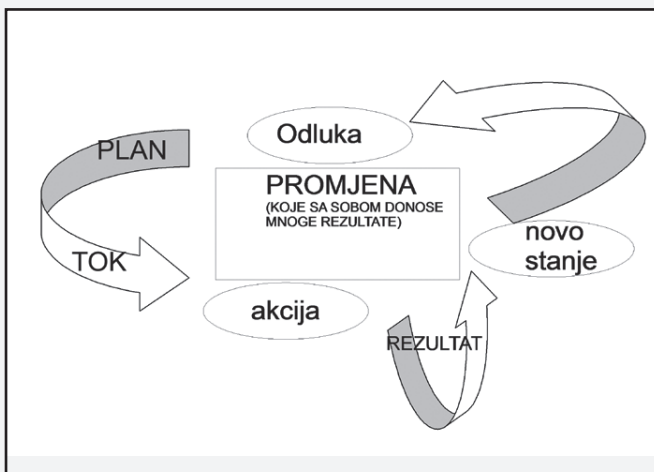 Odluka
PLAN
PROMJENA
(KOJE SA SOBOM DONOSE
MNOGE REZULTATE)
novo
stanje
TOK
akcija
REZULTAT